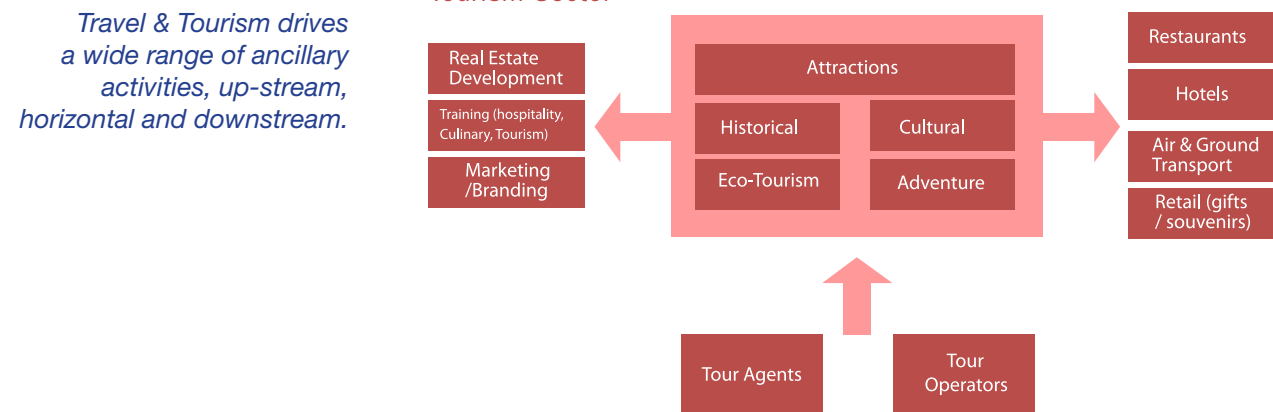 Travel & Tourism drives
a wide range of ancillary
activities, up-stream,
horizontal and downstream.
Real Estate
Development
Training (hospitality,
Culinary, Tourism)
Marketing
/Branding
Attractions
Historical
Cultural
Eco-Tourism
Adventure
Restaurants
Hotels
Air & Ground
Transport
Retail (gifts
/ souvenirs)
Tour Agents
Tour
Operators